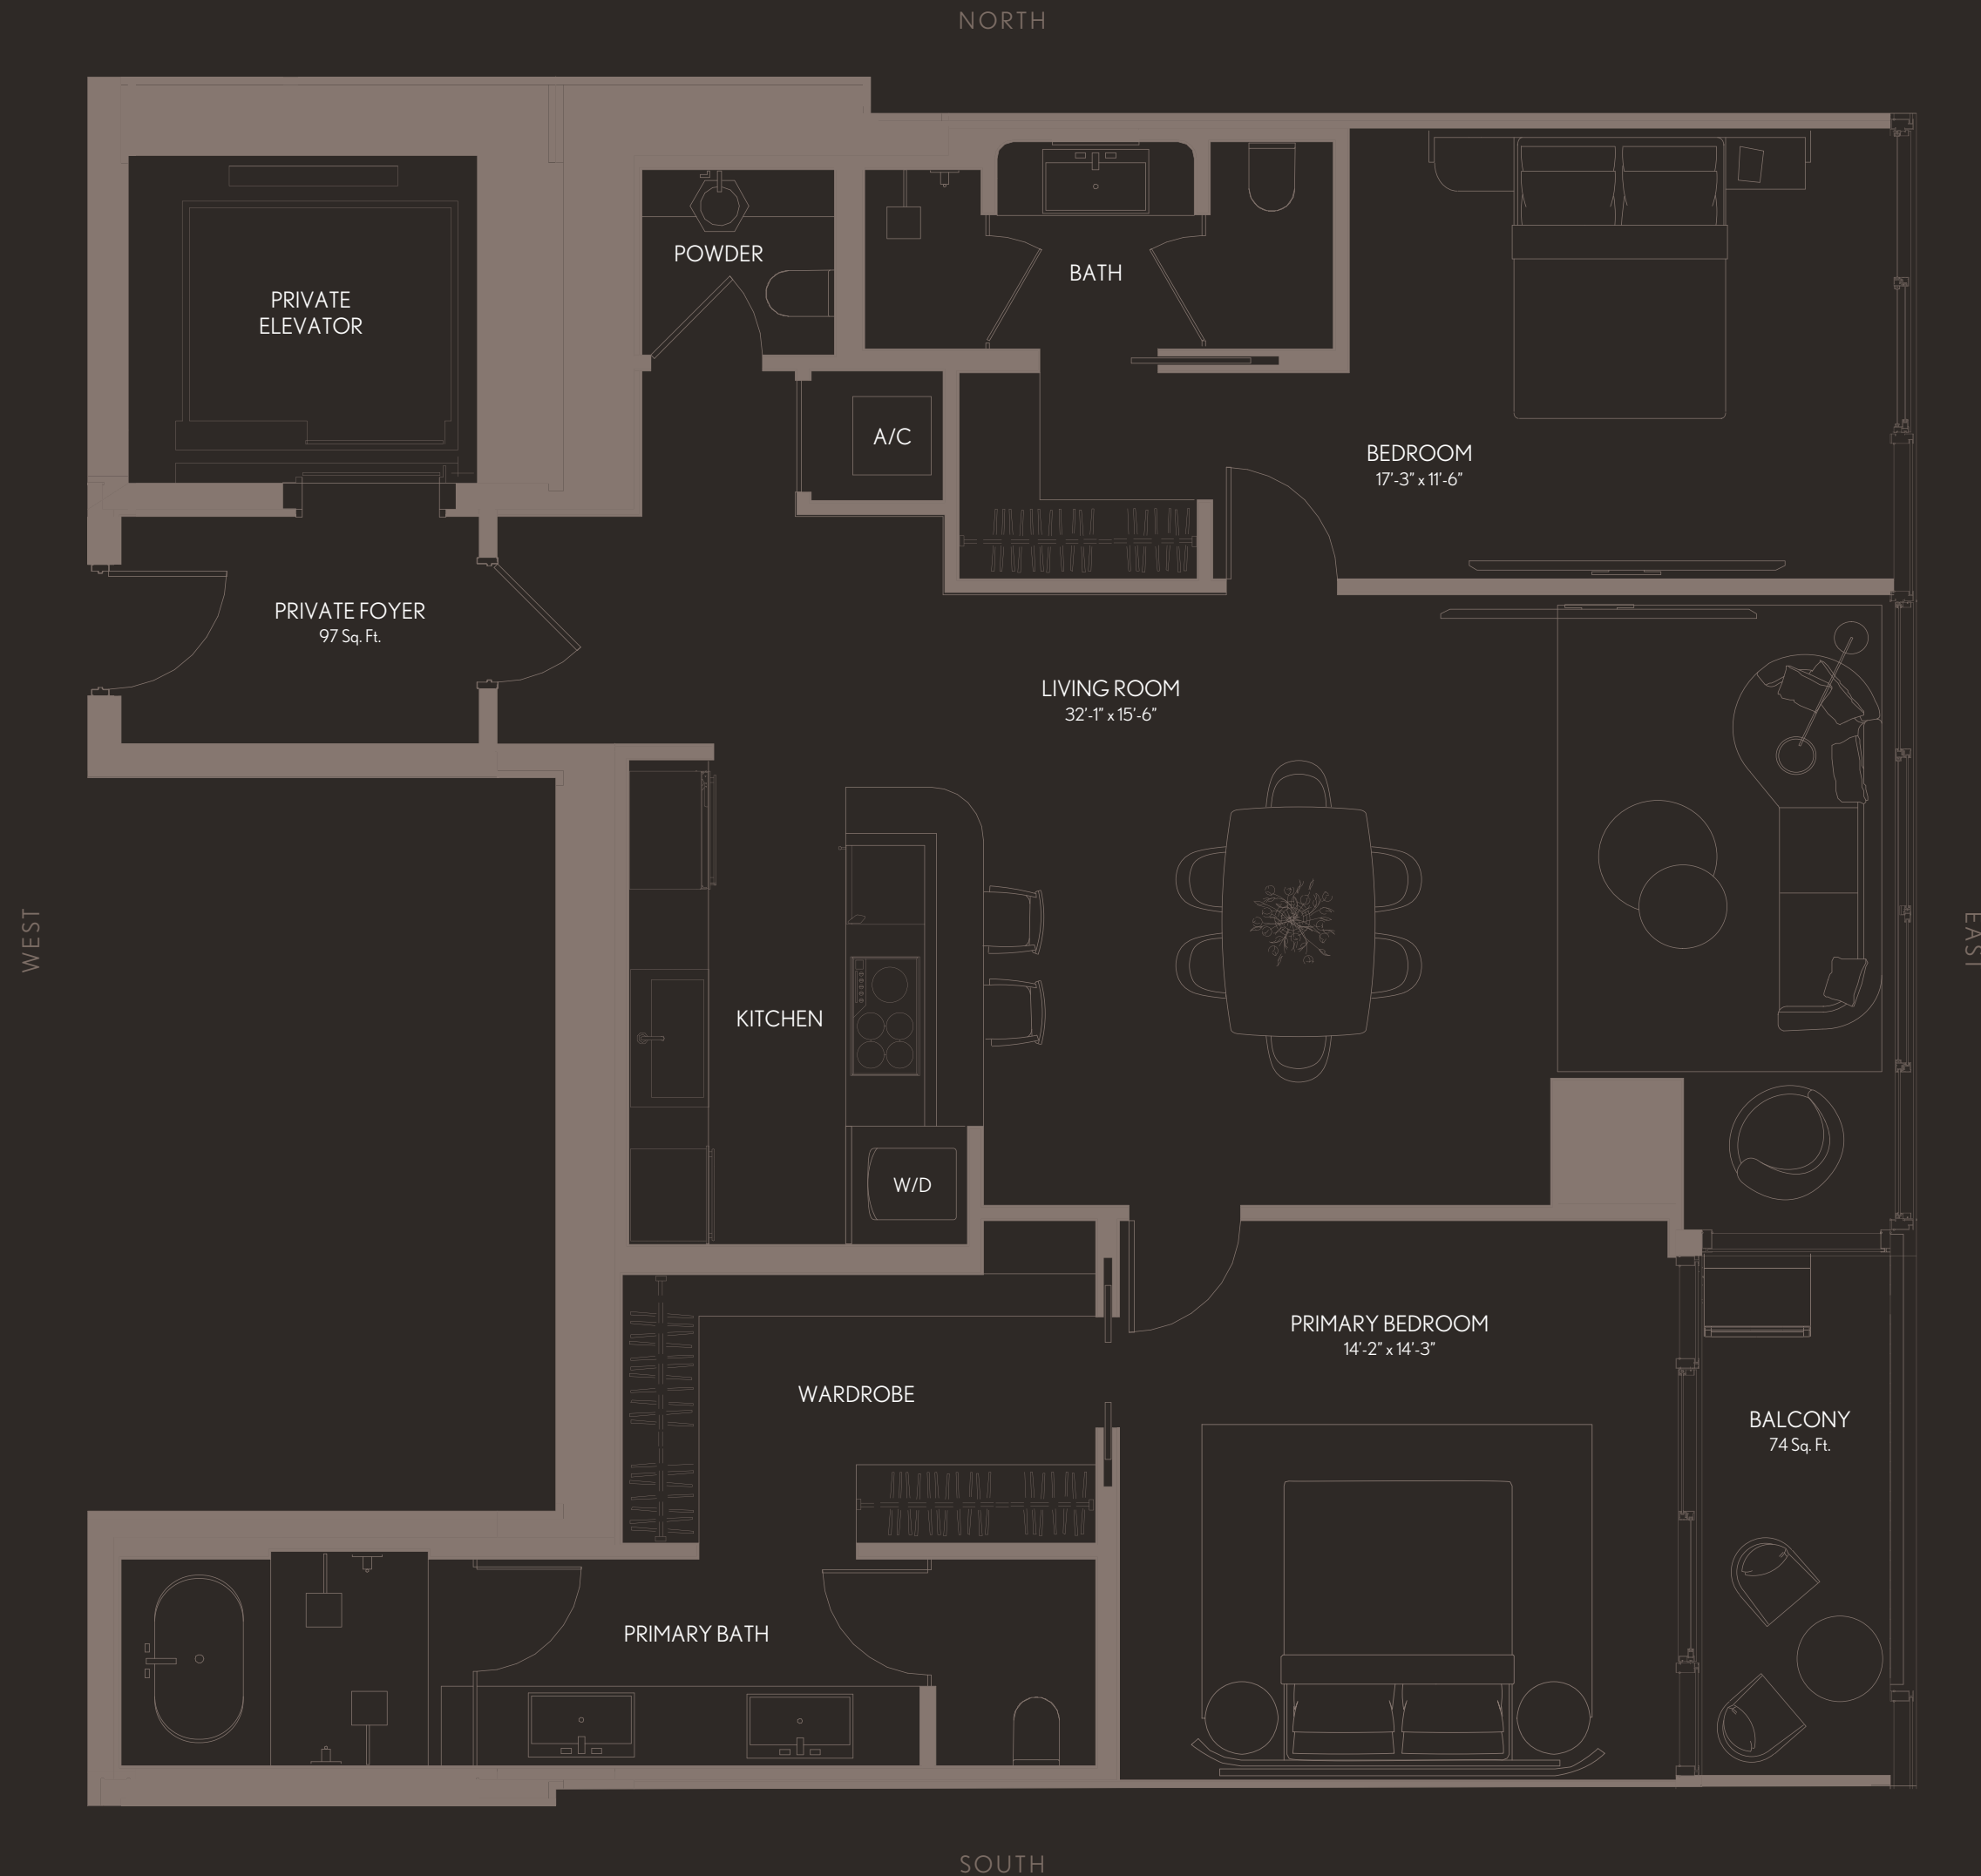 NORTH
POWDER
BATH
PRIVATE
ELEVATOR
A/C
BEDROOM
17'-3" x 11'-6"
PRIVATE FOYER
97 Sq. Ft.
LIVING ROOM
32'-1" x 15'-6"
WEST
EAST
KITCHEN
W/D
PRIMARY BEDROOM
14'-2" x 14'-3"
WARDROBE
BALCONY
74 Sq. Ft.
PRIMARY BATH
SOUTH